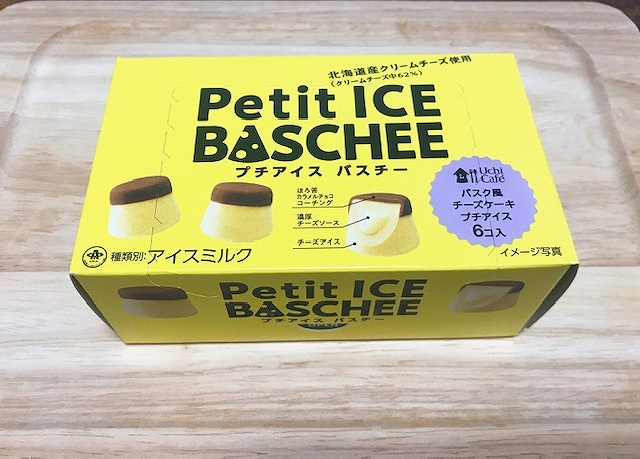 北海道産クリームチーズ使用
(クリームチーズ中62%)
Petit ICE
BASCHEE
プチアイス バスチー
ほろ苦
カラメルチョコ
コーチング
濃厚
チーズソース
チーズアイス
Uchi
Café
バスク風
チーズケーキ
プチアイス
6コ入
種類別:アイスミルク
イメージ写真
Petit ICE
BASCHEE
プチアイス バスチー
OPEN